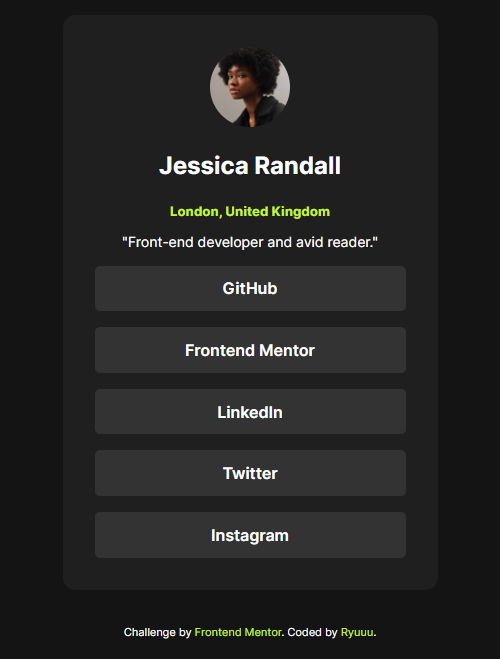 Jessica Randall
London, United Kingdom
"Front-end developer and avid reader."
GitHub
Frontend Mentor
LinkedIn
Twitter
Instagram
Challenge by Frontend Mentor. Coded by Ryuuu.